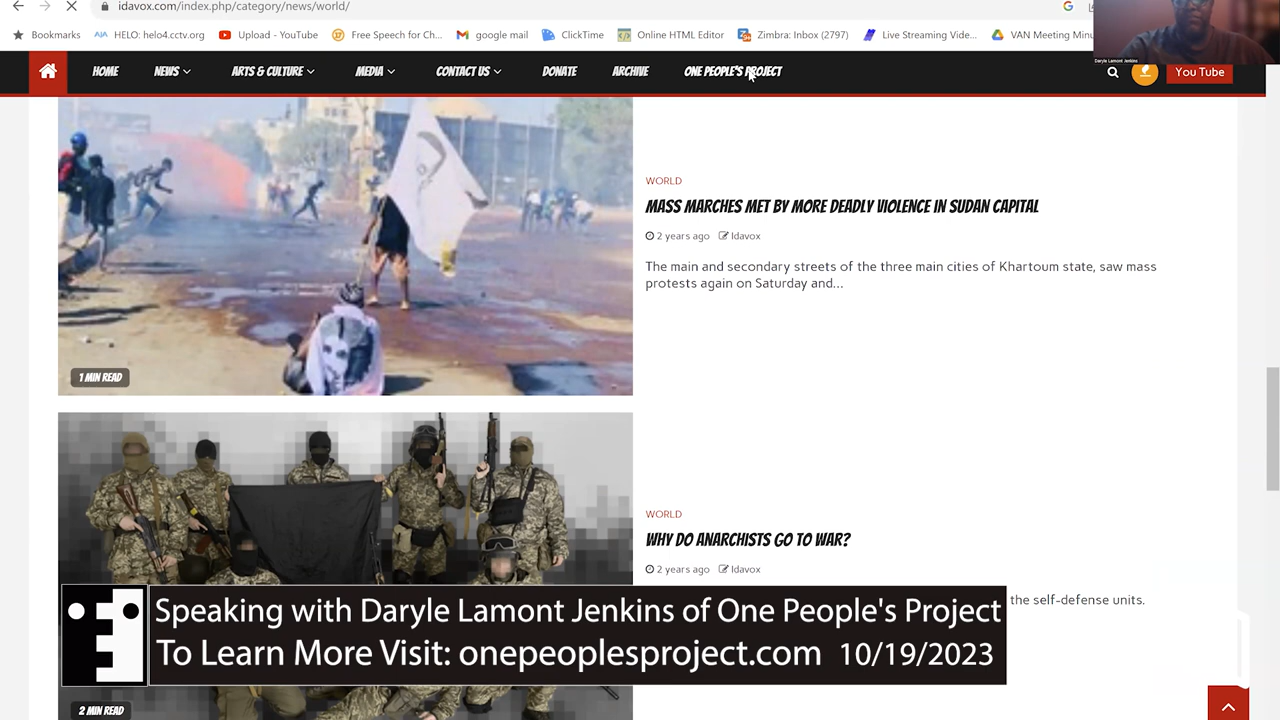 idavox.com/index.php/category/news/world/
Bookmarks HELO: helo4.cctv.org Upload - YouTube Free Speech for Ch... google mail ClickTime Online HTML Editor Zimbra: Inbox (2797) Live Streaming Vide... VAN Meeting Minu
Daryle Lamont Jenkins
HOME NEWS ARTS & CULTURE MEDIA CONTACT US DONATE ARCHIVE ONE PEOPLE'S PROJECT You Tube
WORLD
MASS MARCHES MET BY MORE DEADLY VIOLENCE IN SUDAN CAPITAL
2 years ago Idavox
The main and secondary streets of the three main cities of Khartoum state, saw mass
protests again on Saturday and...
1 MIN READ
WORLD
WHY DO ANARCHISTS GO TO WAR?
2 years ago Idavox
the self-defense units.
Speaking with Daryle Lamont Jenkins of One People's Project
To Learn More Visit: onepeoplesproject.com 10/19/2023
2 MIN READ